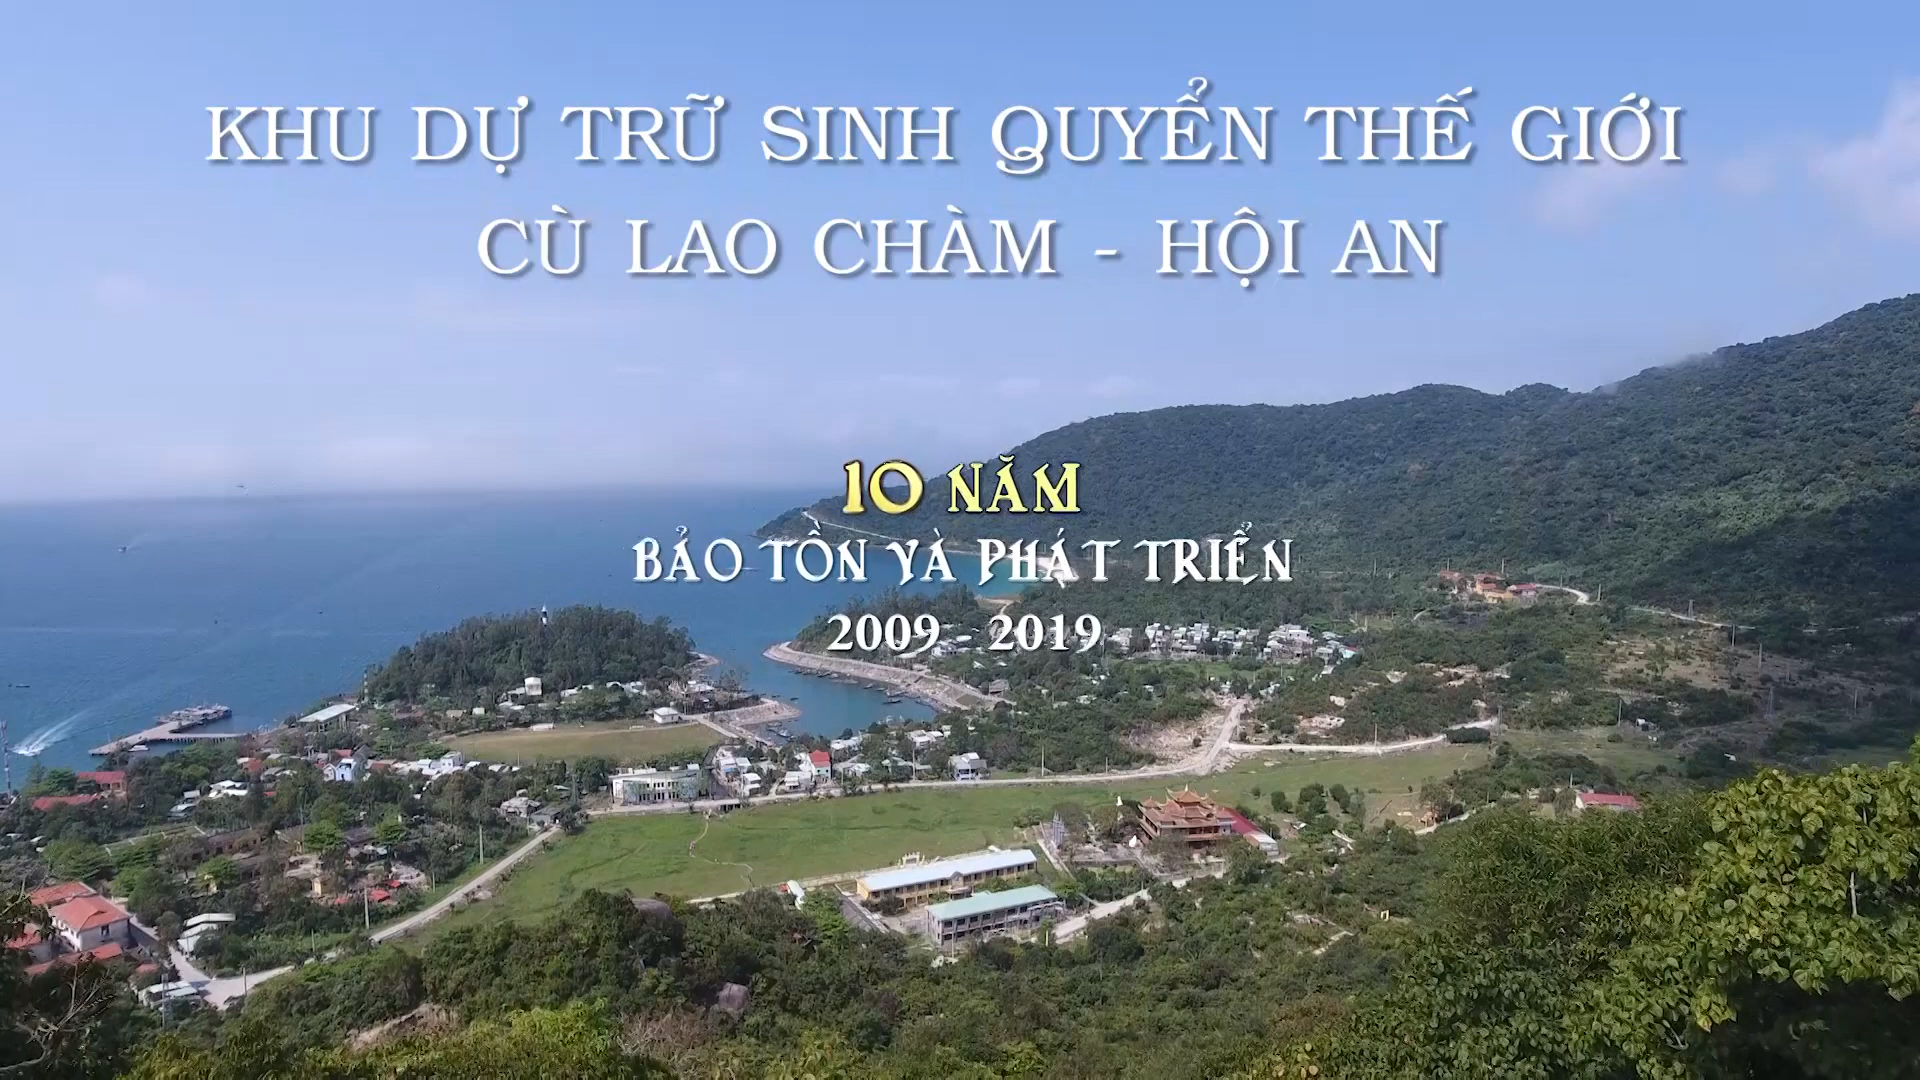 KHU DỰ TRỮ SINH QUYỂN THẾ GIỚI
CÙ LAO CHÀM - HỘI AN
10 NĂM
BẢO TỒN VÀ PHÁT TRIỂN
2009 - 2019